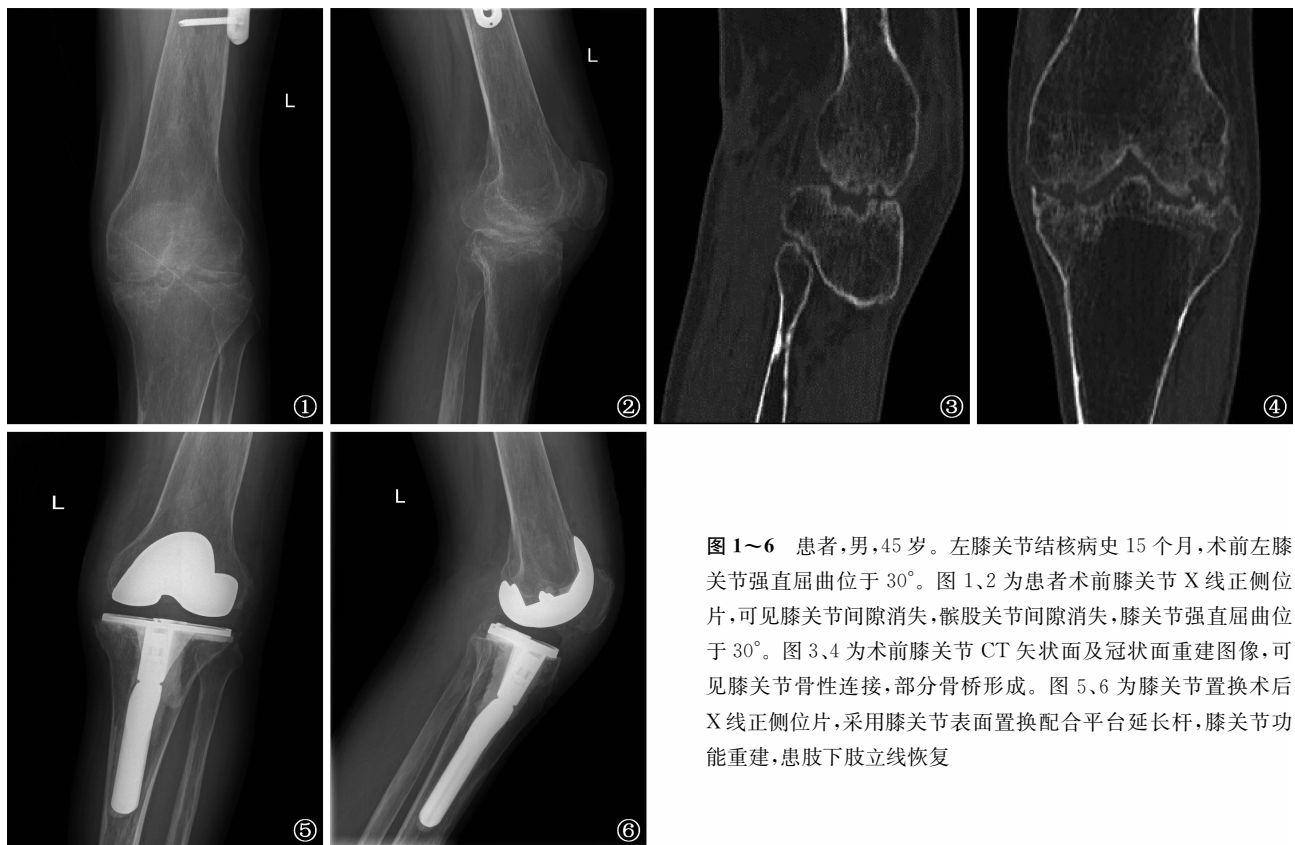 L
L
①
②
③
④
L
L
⑤
⑥
图1~6 患者,男,45岁。左膝关节结核病史15个月,术前左膝
关节强直屈曲位于30°。图1、2为患者术前膝关节X线正侧位
片,可见膝关节间隙消失,髌股关节间隙消失,膝关节强直屈曲位
于30°。图3、4为术前膝关节CT矢状面及冠状面重建图像,可
见膝关节骨性连接,部分骨桥形成。图5、6为膝关节置换术后
X线正侧位片,采用膝关节表面置换配合平台延长杆,膝关节功
能重建,患肢下肢立线恢复